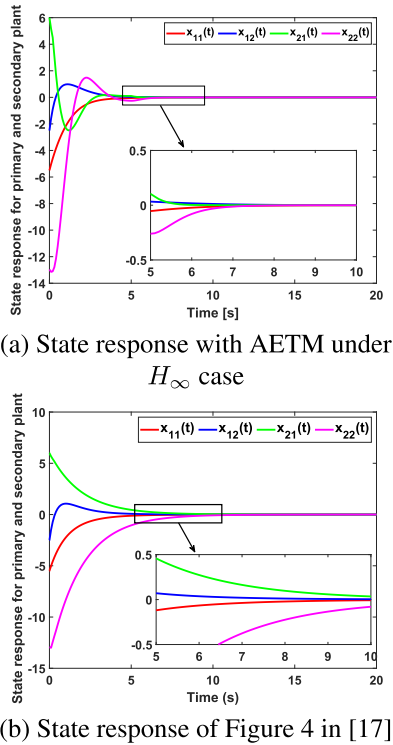 6
4
2
0
-2
-4
-6
-8
-10
-12
-14
State response for primary and secondary plant
x11(t) x12(t) x21(t) x22(t)
0.5
0
-0.5
5 6 7 8 9 10
0 5 10 15 20
Time [s]
(a) State response with AETM under
H∞ case
10
5
0
-5
-10
-15
State response for primary and secondary plant
x11(t) x12(t) x21(t) x22(t)
0.5
0
-0.5
5 6 7 8 9 10
0 5 10 15 20
Time (s)
(b) State response of Figure 4 in [17]